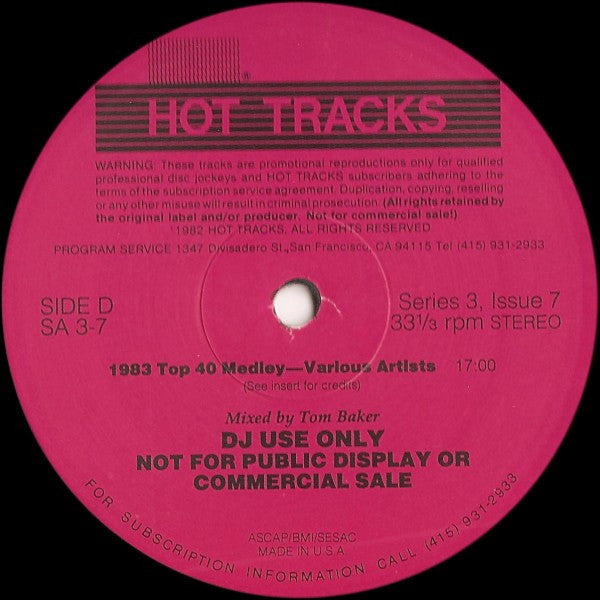 ®
HOT TRACKS
WARNING: These tracks are promotional reproductions only for qualified
professional disc jockeys and HOT TRACKS subscribers adhering to the
terms of the subscription service agreement. Duplication, copying, reselling
or any other misuse will result in criminal prosecution. (All rights retained by
the original label and/or producer. Not for commercial sale!)
1982 HOT TRACKS, ALL RIGHTS RESERVED
PROGRAM SERVICE 1347 Divisadero St., San Francisco, CA 94115 Tel (415) 931-2933
SIDE D
SA 3-7
Series 3, Issue 7
33⅓ rpm STEREO
1983 Top 40 Medley—Various Artists 17:00
(See insert for credits)
Mixed by Tom Baker
DJ USE ONLY
NOT FOR PUBLIC DISPLAY OR
COMMERCIAL SALE
ASCAP/BMI/SESAC
MADE IN U.S.A
FOR SUBSCRIPTION INFORMATION CALL (415) 931-2933